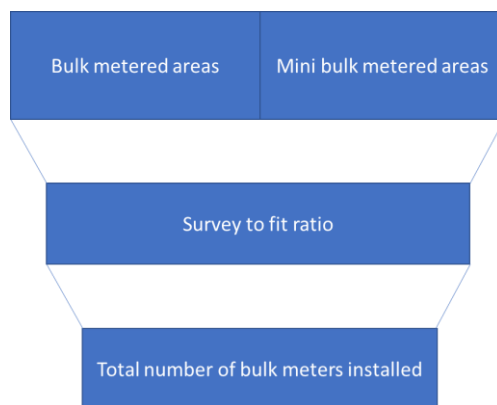 Bulk metered areas
Mini bulk metered areas
Survey to fit ratio
Total number of bulk meters installed